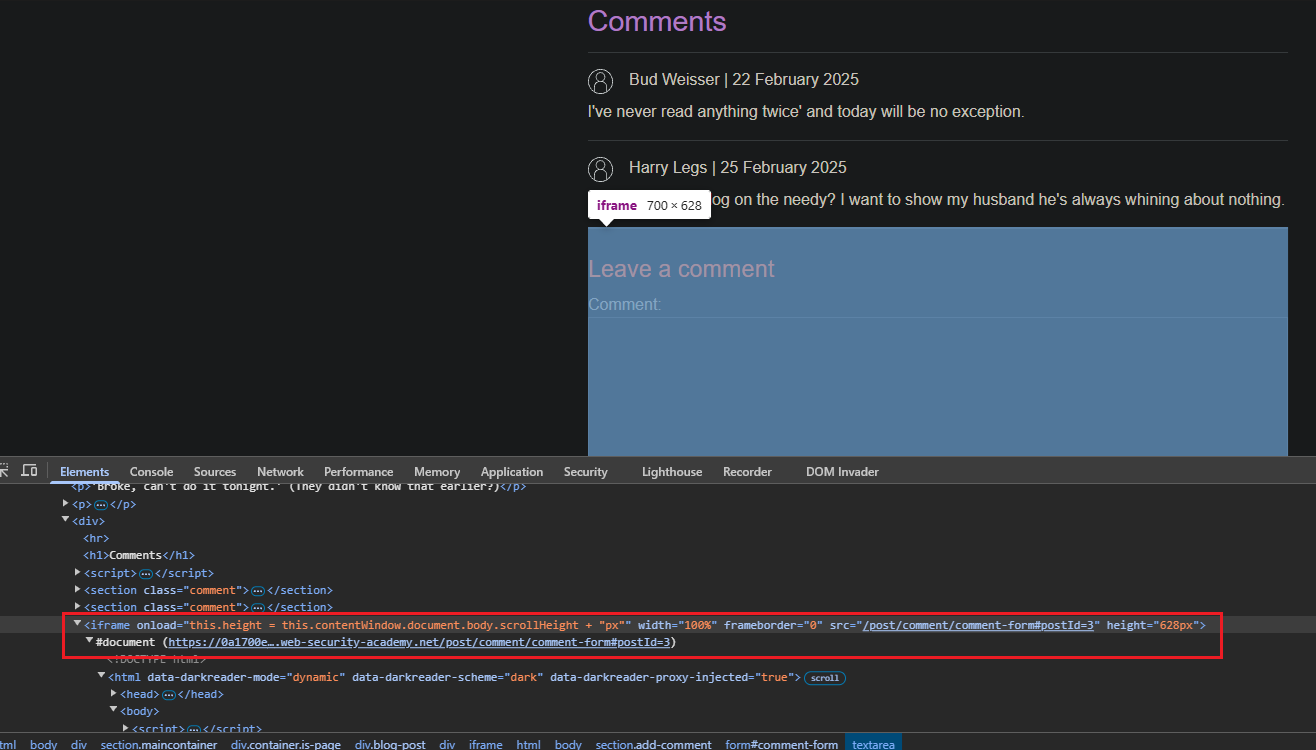 Comments
Bud Weisser | 22 February 2025
I've never read anything twice' and today will be no exception.
Harry Legs | 25 February 2025
iframe 700 × 628
og on the needy? I want to show my husband he's always whining about nothing.
Leave a comment
Comment:
Elements Console Sources Network Performance Memory Application Security Lighthouse Recorder DOM Invader
<p>'Broke, can't do it tonight.' (They didn't know that earlier?)</p>
<p>…</p>
<div>
<hr>
<h1>Comments</h1>
<script>…</script>
<section class="comment">…</section>
<section class="comment">…</section>
<iframe onload="this.height = this.contentWindow.document.body.scrollHeight + "px"" width="100%" frameborder="0" src="/post/comment/comment-form#postId=3" height="628px">
#document (https://0a1700e….web-security-academy.net/post/comment/comment-form#postId=3)
<!DOCTYPE html>
<html data-darkreader-mode="dynamic" data-darkreader-scheme="dark" data-darkreader-proxy-injected="true"> scroll
<head>…</head>
<body>
<script>…</script>
tml body div section.maincontainer div.container.is-page div.blog-post div iframe html body section.add-comment form#comment-form textarea